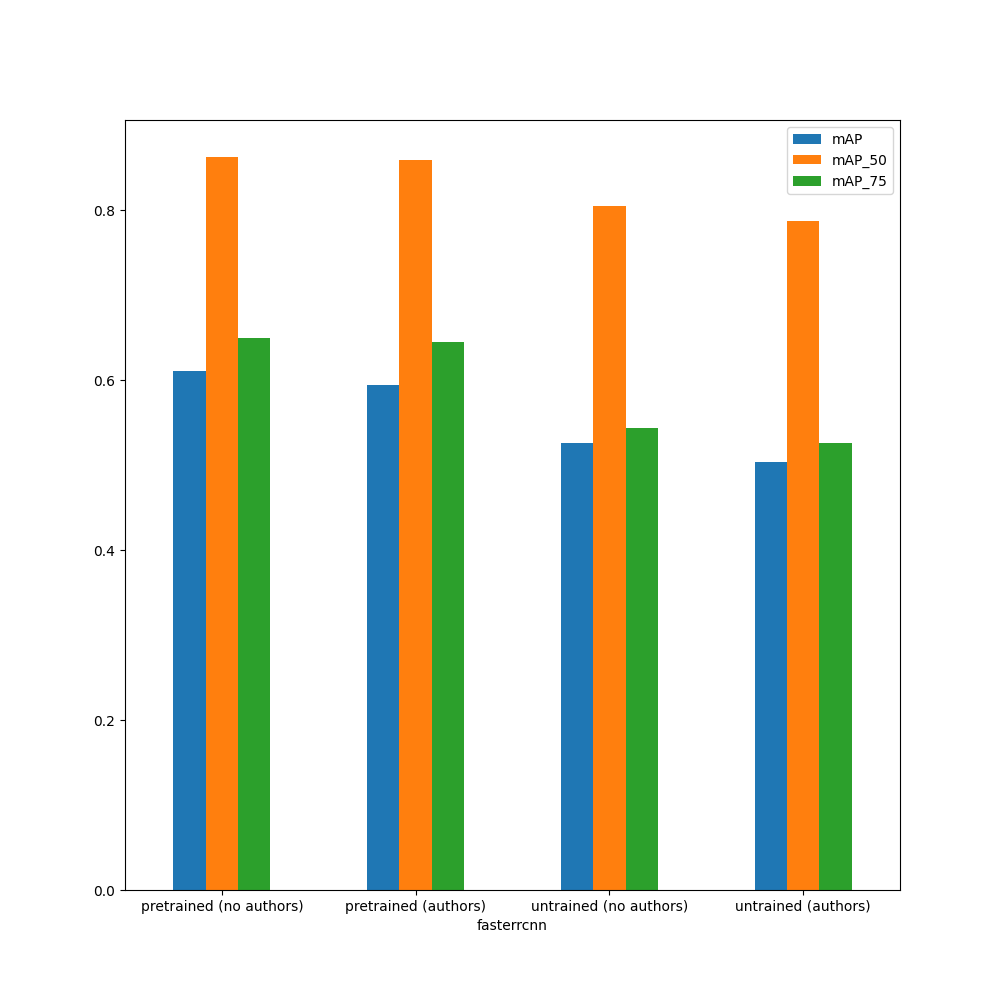 mAP
mAP_50
mAP_75
0.8
0.6
0.4
0.2
0.0
pretrained (no authors) pretrained (authors) untrained (no authors) untrained (authors)
fasterrcnn